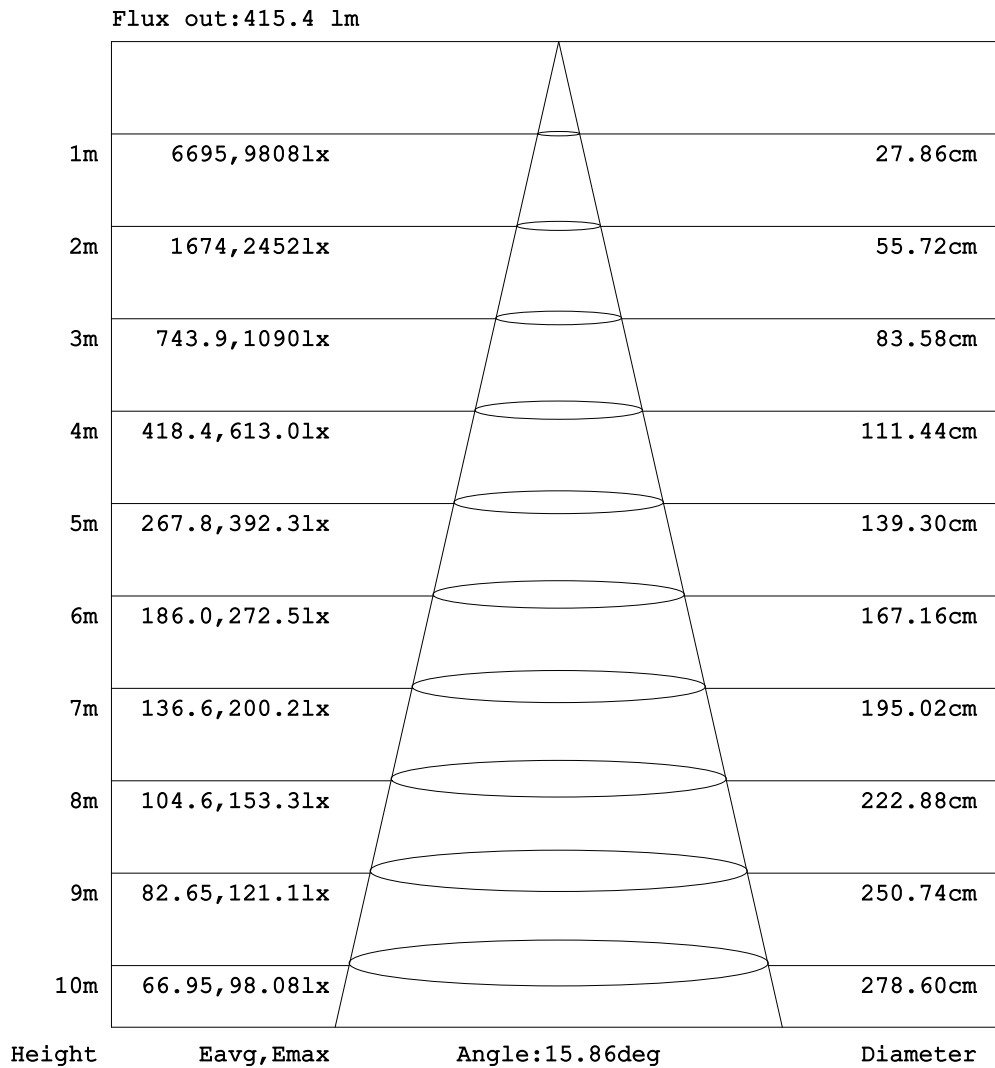 Flux out:415.4 lm
1m 6695,9808lx 27.86cm
2m 1674,2452lx 55.72cm
3m 743.9,1090lx 83.58cm
4m 418.4,613.0lx 111.44cm
5m 267.8,392.3lx 139.30cm
6m 186.0,272.5lx 167.16cm
7m 136.6,200.2lx 195.02cm
8m 104.6,153.3lx 222.88cm
9m 82.65,121.1lx 250.74cm
10m 66.95,98.08lx 278.60cm
Height Eavg,Emax Angle:15.86deg Diameter